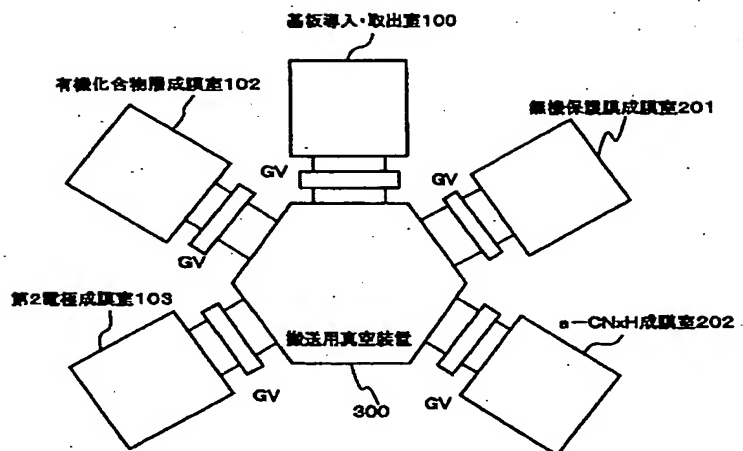 基板導入・取出室100
有機化合物層成膜室102
無機保護膜成膜室201
GV
GV
GV
第2電極成膜室103
a−CNxH成膜室202
搬送用真空装置
GV
300
GV